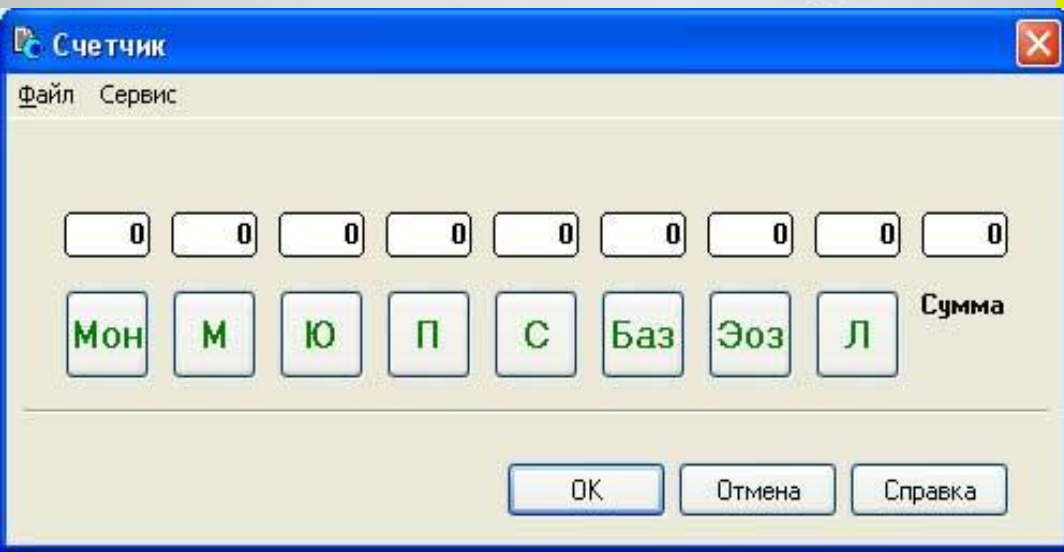 Счетчик
Файл Сервис
0 0 0 0 0 0 0 0 0
Мон М Ю П С Баз Эоз Л Сумма
OK Отмена Справка